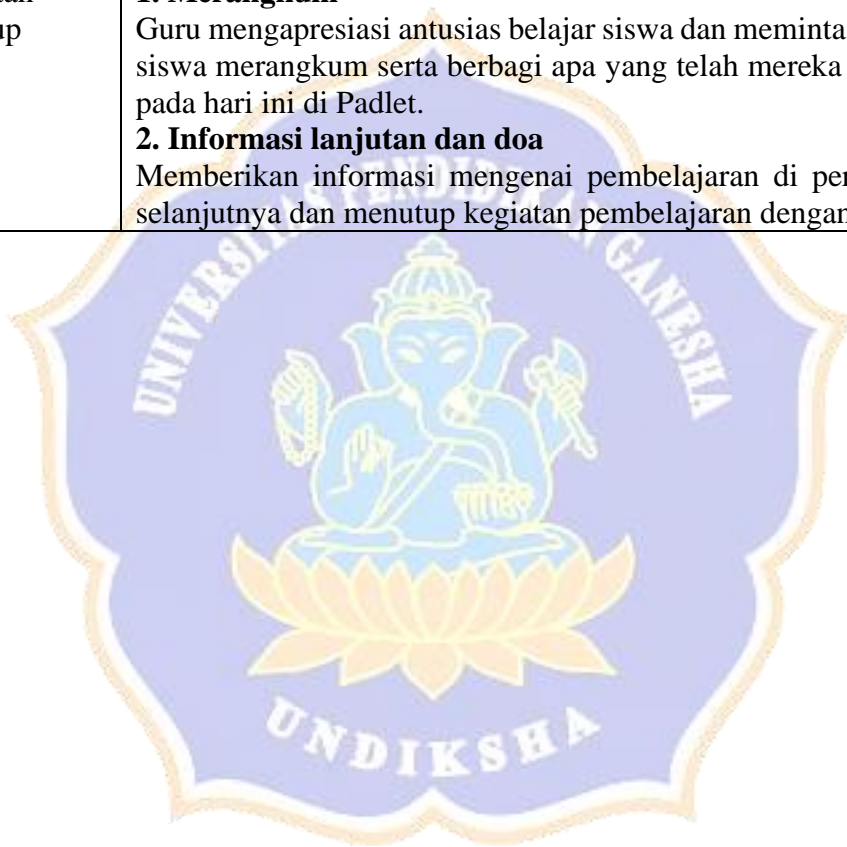 up
Guru mengapresiasi antusias belajar siswa dan meminta
siswa merangkum serta berbagi apa yang telah mereka
pada hari ini di Padlet.
2. Informasi lanjutan dan doa
Memberikan informasi mengenai pembelajaran di per
selanjutnya dan menutup kegiatan pembelajaran dengan
UNIVERSITAS PENDIDIKAN GANESHA
UNDIKSHA